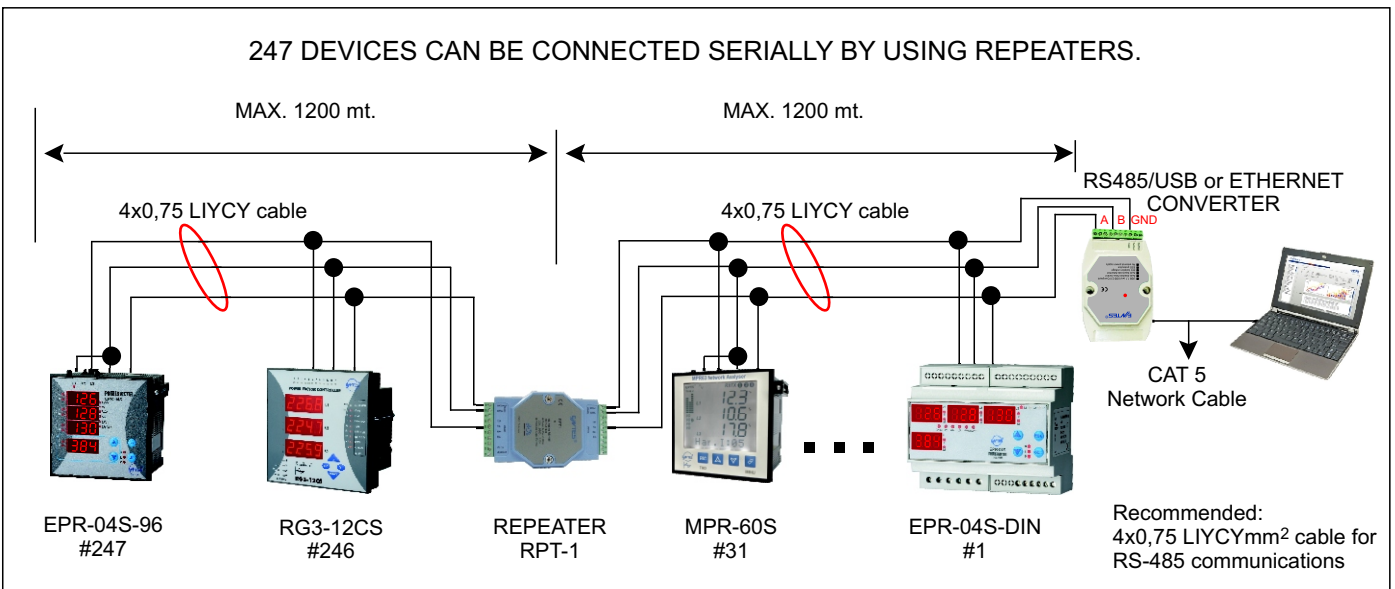 247 DEVICES CAN BE CONNECTED SERIALLY BY USING REPEATERS.
MAX. 1200 mt.
MAX. 1200 mt.
4x0,75 LIYCY cable
4x0,75 LIYCY cable
RS485/USB or ETHERNET
CONVERTER
A B GND
CAT 5
Network Cable
EPR-04S-96
#247
RG3-12CS
#246
REPEATER
RPT-1
MPR-60S
#31
EPR-04S-DIN
#1
Recommended:
4x0,75 LIYCYmm² cable for
RS-485 communications